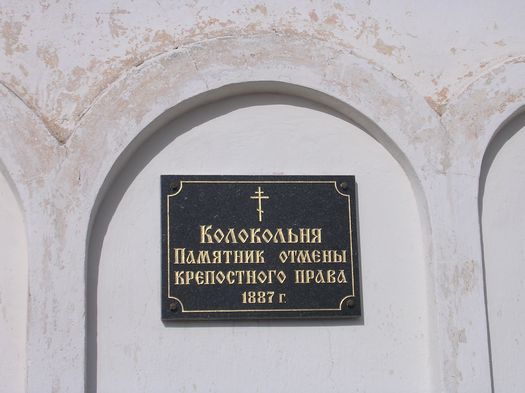 Колокольня
Памятник отмены
крепостного права
1887 г.